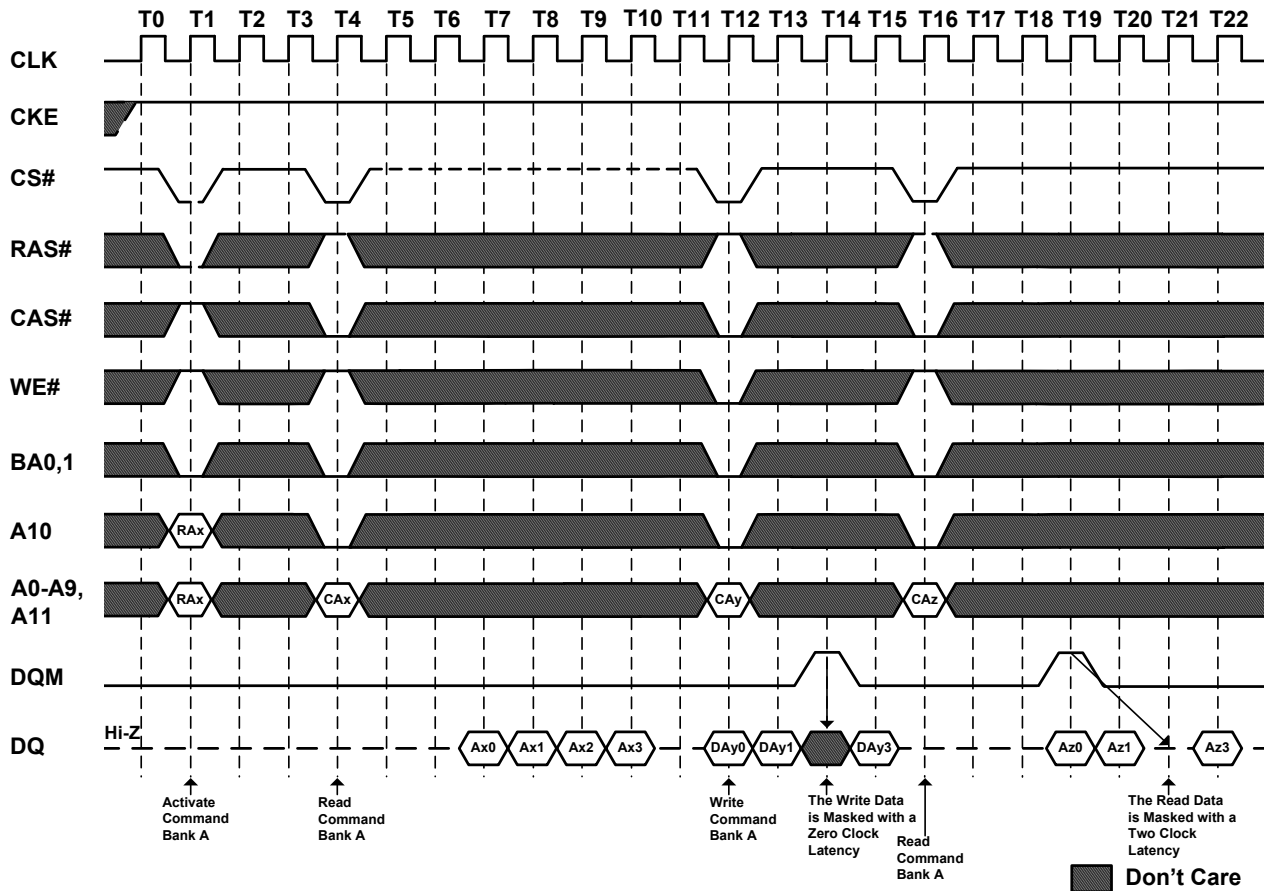 T0 T1 T2 T3 T4 T5 T6 T7 T8 T9 T10 T11 T12 T13 T14 T15 T16 T17 T18 T19 T20 T21 T22
CLK
CKE
CS#
RAS#
CAS#
WE#
BA0,1
A10
RAx
A0-A9,
A11
RAx CAx CAy CAz
DQM
DQ
Hi-Z
Ax0 Ax1 Ax2 Ax3 DAy0 DAy1 DAy3 Az0 Az1 Az3
Activate
Command
Bank A
Read
Command
Bank A
Write
Command
Bank A
The Write Data
is Masked with a
Zero Clock
Latency
Read
Command
Bank A
The Read Data
is Masked with a
Two Clock
Latency
Don't Care